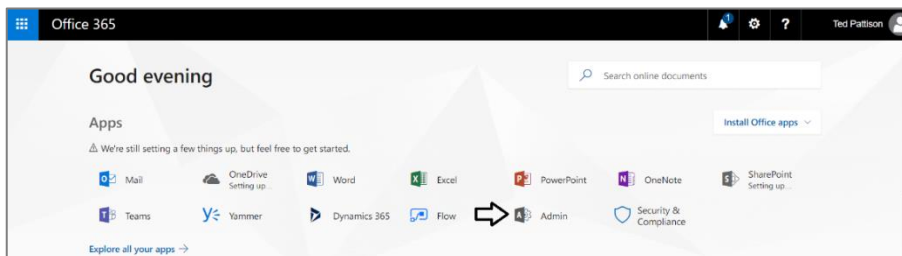 Office 365
1
?
Ted Pattison
Good evening
Search online documents
Apps
Install Office apps
⚠ We're still setting a few things up, but feel free to get started.
Mail
OneDrive
Setting up...
Word
Excel
PowerPoint
OneNote
SharePoint
Setting up...
Teams
Yammer
Dynamics 365
Flow
Admin
Security &
Compliance
Explore all your apps →